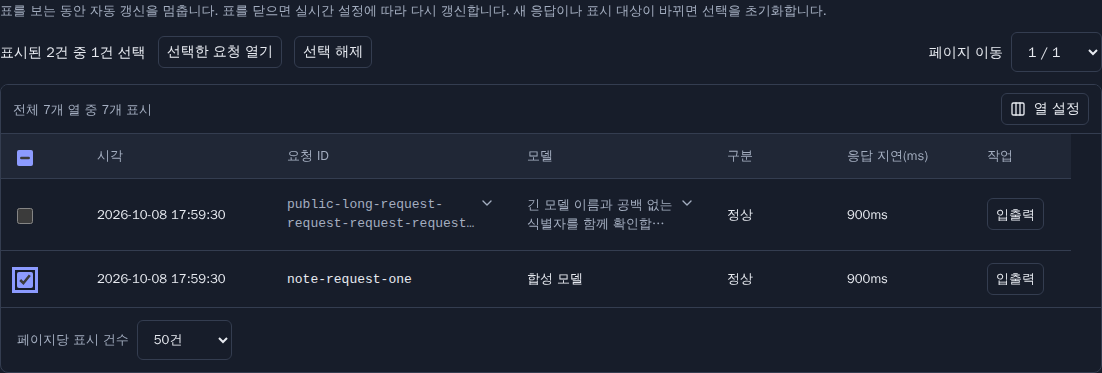 표를 보는 동안 자동 갱신을 멈춥니다. 표를 닫으면 실시간 설정에 따라 다시 갱신합니다. 새 응답이나 표시 대상이 바뀌면 선택을 초기화합니다.
표시된 2건 중 1건 선택 선택한 요청 열기 선택 해제 페이지 이동 1 / 1
전체 7개 열 중 7개 표시 열 설정
시각 요청 ID 모델 구분 응답 지연(ms) 작업
2026-10-08 17:59:30 public-long-request-request-request-request… 긴 모델 이름과 공백 없는 식별자를 함께 확인합… 정상 900ms 입출력
2026-10-08 17:59:30 note-request-one 합성 모델 정상 900ms 입출력
페이지당 표시 건수 50건